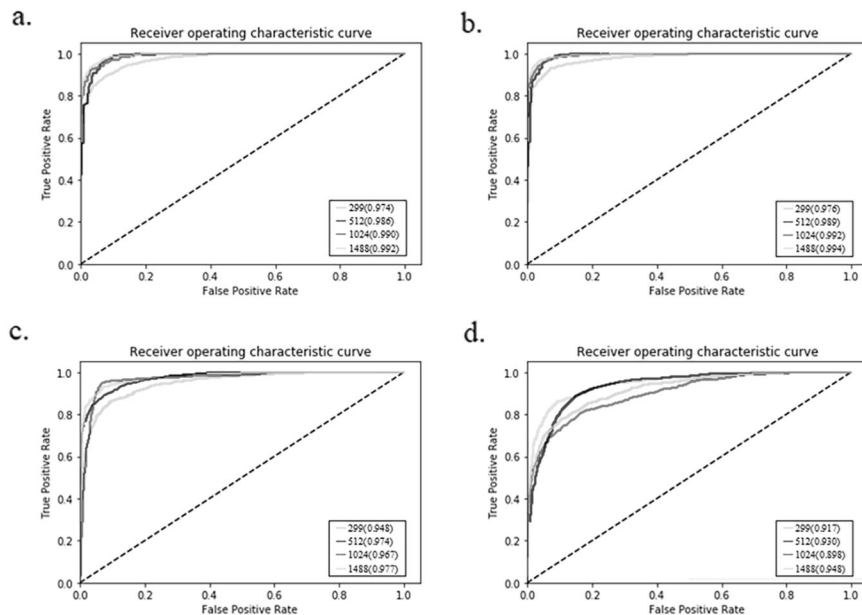 a.
Receiver operating characteristic curve
True Positive Rate
1.0
0.8
0.6
0.4
0.2
0.0
299(0.974)
512(0.986)
1024(0.990)
1488(0.992)
0.0 0.2 0.4 0.6 0.8 1.0
False Positive Rate
b.
Receiver operating characteristic curve
True Positive Rate
1.0
0.8
0.6
0.4
0.2
0.0
299(0.976)
512(0.989)
1024(0.992)
1488(0.994)
0.0 0.2 0.4 0.6 0.8 1.0
False Positive Rate
c.
Receiver operating characteristic curve
True Positive Rate
1.0
0.8
0.6
0.4
0.2
0.0
299(0.948)
512(0.974)
1024(0.967)
1488(0.977)
0.0 0.2 0.4 0.6 0.8 1.0
False Positive Rate
d.
Receiver operating characteristic curve
True Positive Rate
1.0
0.8
0.6
0.4
0.2
0.0
299(0.917)
512(0.930)
1024(0.898)
1488(0.948)
0.0 0.2 0.4 0.6 0.8 1.0
False Positive Rate